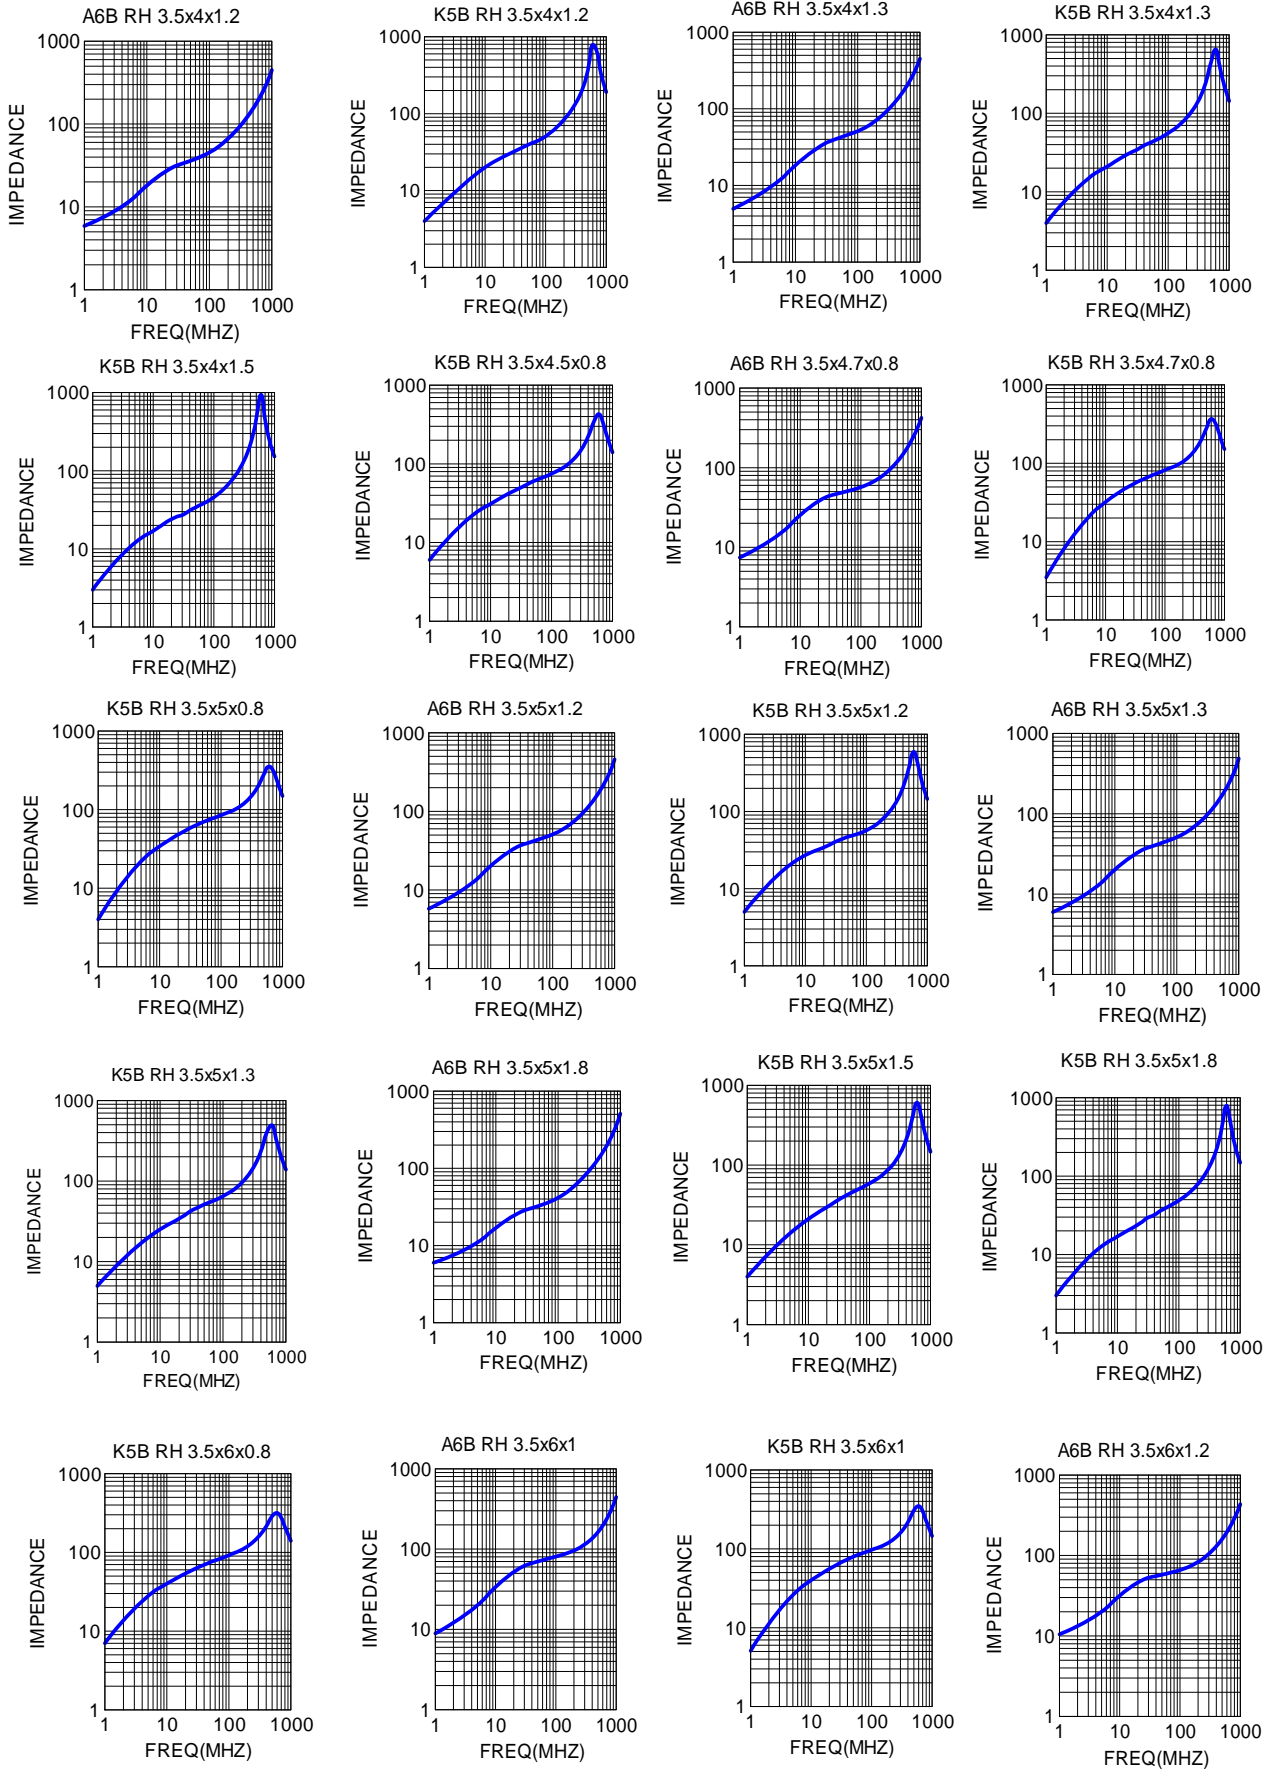 A6B RH 3.5x4x1.2
1000
100
10
1
IMPEDANCE
1 10 100 1000
FREQ(MHZ)
K5B RH 3.5x4x1.2
1000
100
10
1
IMPEDANCE
1 10 100 1000
FREQ(MHZ)
A6B RH 3.5x4x1.3
1000
100
10
1
IMPEDANCE
1 10 100 1000
FREQ(MHZ)
K5B RH 3.5x4x1.3
1000
100
10
1
IMPEDANCE
1 10 100 1000
FREQ(MHZ)
K5B RH 3.5x4x1.5
1000
100
10
1
IMPEDANCE
1 10 100 1000
FREQ(MHZ)
K5B RH 3.5x4.5x0.8
1000
100
10
1
IMPEDANCE
1 10 100 1000
FREQ(MHZ)
A6B RH 3.5x4.7x0.8
1000
100
10
1
IMPEDANCE
1 10 100 1000
FREQ(MHZ)
K5B RH 3.5x4.7x0.8
1000
100
10
1
IMPEDANCE
1 10 100 1000
FREQ(MHZ)
K5B RH 3.5x5x0.8
1000
100
10
1
IMPEDANCE
1 10 100 1000
FREQ(MHZ)
A6B RH 3.5x5x1.2
1000
100
10
1
IMPEDANCE
1 10 100 1000
FREQ(MHZ)
K5B RH 3.5x5x1.2
1000
100
10
1
IMPEDANCE
1 10 100 1000
FREQ(MHZ)
A6B RH 3.5x5x1.3
1000
100
10
1
IMPEDANCE
1 10 100 1000
FREQ(MHZ)
K5B RH 3.5x5x1.3
1000
100
10
1
IMPEDANCE
1 10 100 1000
FREQ(MHZ)
A6B RH 3.5x5x1.8
1000
100
10
1
IMPEDANCE
1 10 100 1000
FREQ(MHZ)
K5B RH 3.5x5x1.5
1000
100
10
1
IMPEDANCE
1 10 100 1000
FREQ(MHZ)
K5B RH 3.5x5x1.8
1000
100
10
1
IMPEDANCE
1 10 100 1000
FREQ(MHZ)
K5B RH 3.5x6x0.8
1000
100
10
1
IMPEDANCE
1 10 100 1000
FREQ(MHZ)
A6B RH 3.5x6x1
1000
100
10
1
IMPEDANCE
1 10 100 1000
FREQ(MHZ)
K5B RH 3.5x6x1
1000
100
10
1
IMPEDANCE
1 10 100 1000
FREQ(MHZ)
A6B RH 3.5x6x1.2
1000
100
10
1
IMPEDANCE
1 10 100 1000
FREQ(MHZ)